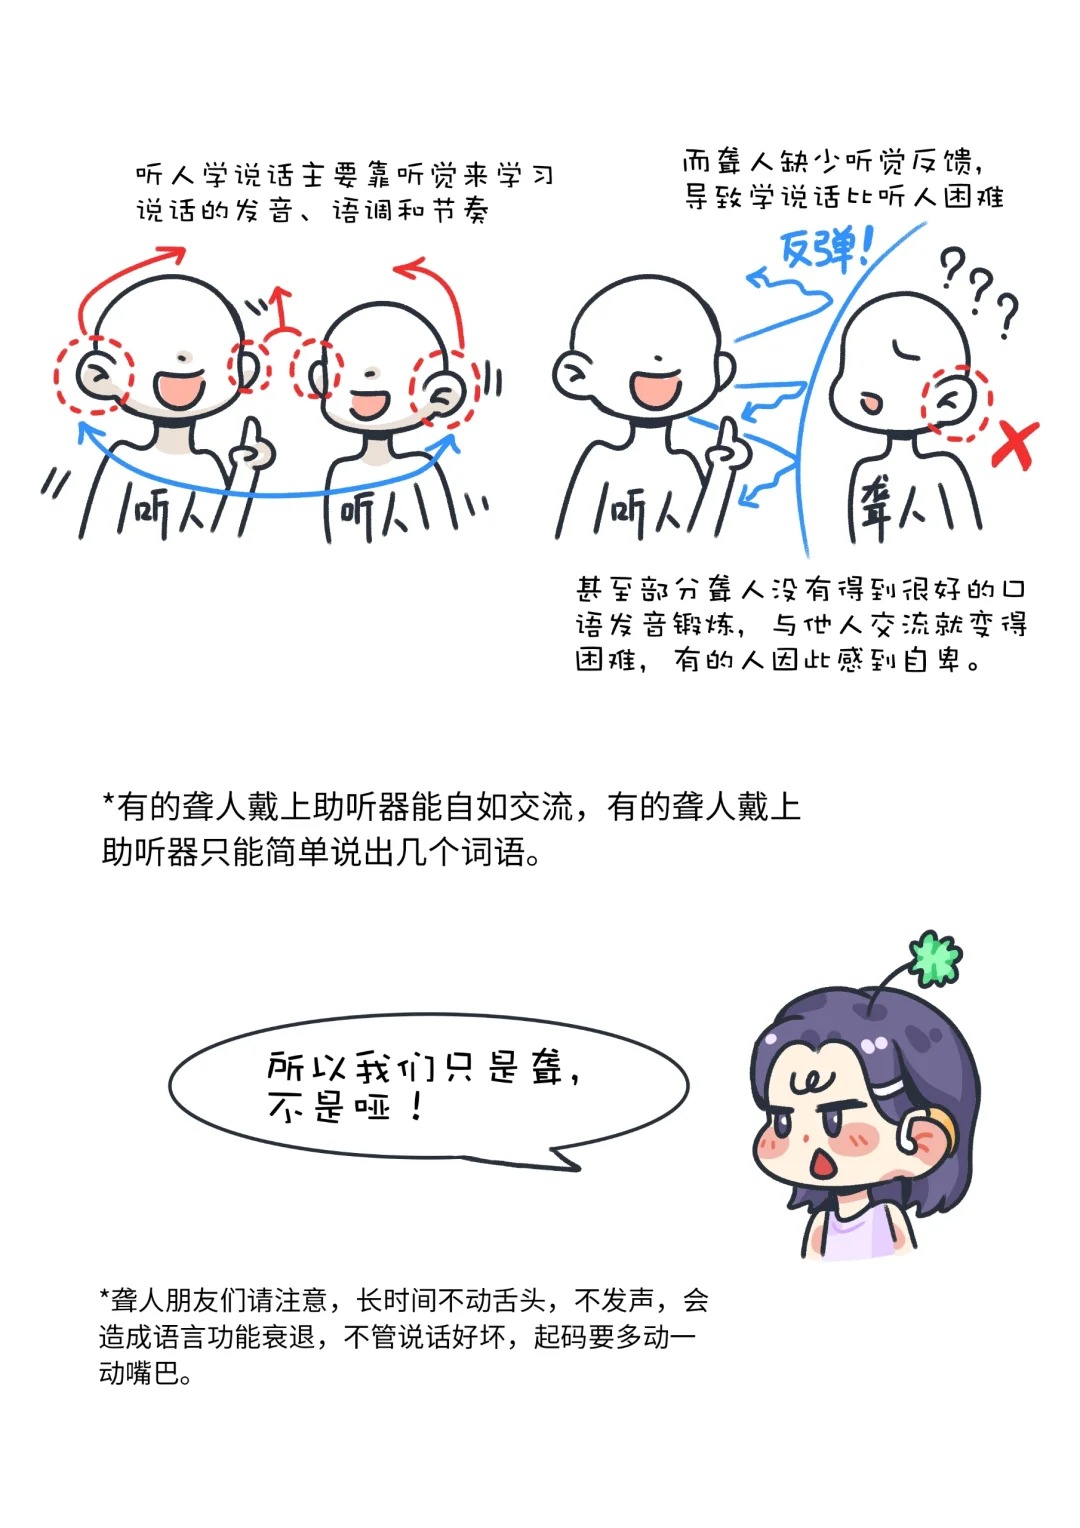 听人学说话主要靠听觉来学习
说话的发音、语调和节奏
而聋人缺少听觉反馈，
导致学说话比听人困难
反弹！
???
听人
听人
听人
聋人
甚至部分聋人没有得到很好的口
语发音锻炼，与他人交流就变得
困难，有的人因此感到自卑。
*有的聋人戴上助听器能自如交流，有的聋人戴上
助听器只能简单说出几个词语。
所以我们只是聋，
不是哑！
*聋人朋友们请注意，长时间不动舌头，不发声，会
造成语言功能衰退，不管说话好坏，起码要多动一
动嘴巴。